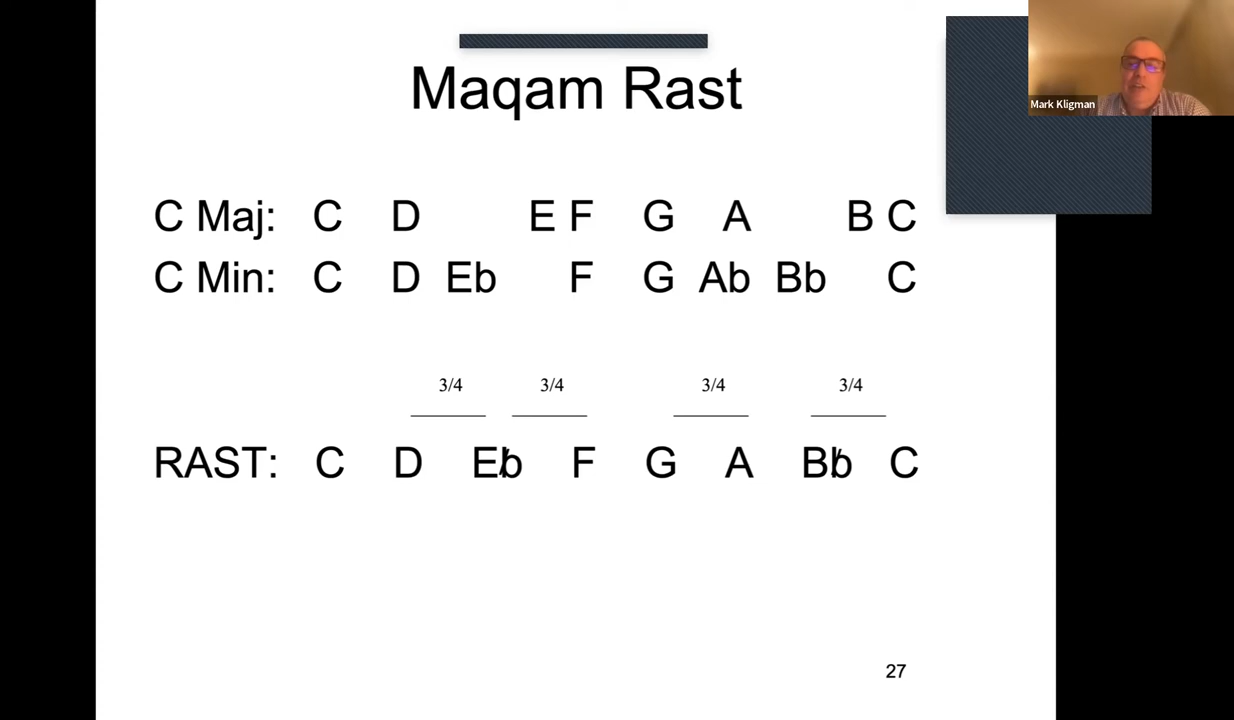 Maqam Rast
Mark Kligman
C Maj: C D E F G A B C
C Min: C D Eb F G Ab Bb C
3/4 3/4 3/4 3/4
RAST: C D Eb F G A Bb C
27